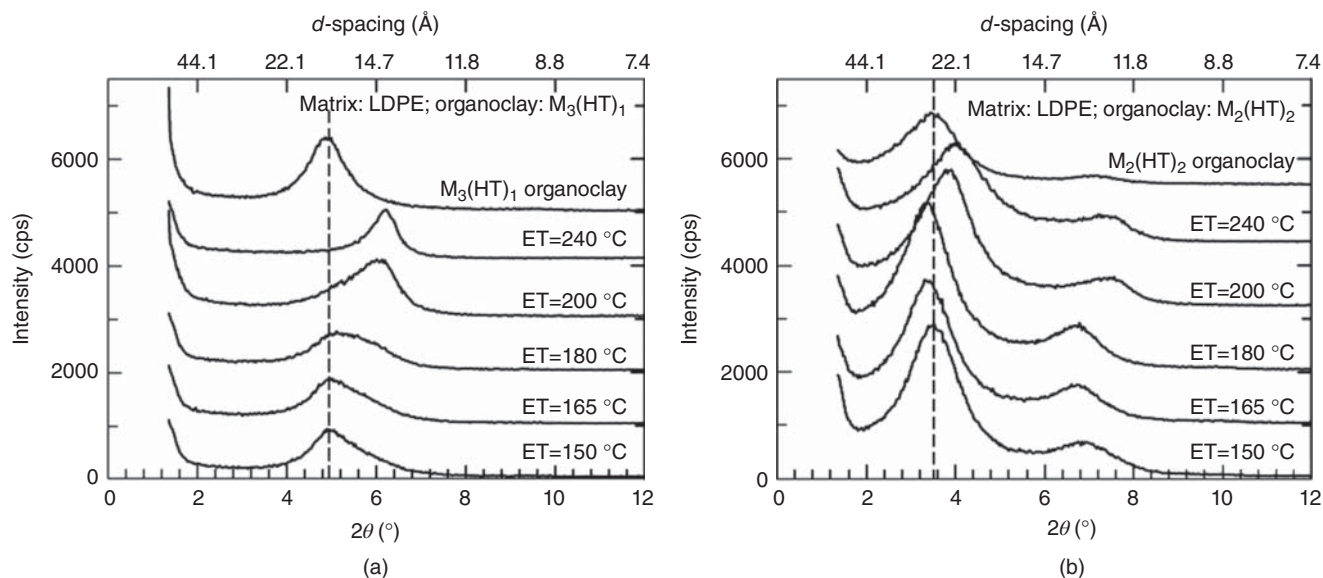 d-spacing (Å)
44.1 22.1 14.7 11.8 8.8 7.4
Matrix: LDPE; organoclay: M₃(HT)₁
6000
M₃(HT)₁ organoclay
ET=240 °C
4000
ET=200 °C
ET=180 °C
2000
ET=165 °C
ET=150 °C
0
0 2 4 6 8 10 12
Intensity (cps)
2θ (°)
(a)
d-spacing (Å)
44.1 22.1 14.7 11.8 8.8 7.4
Matrix: LDPE; organoclay: M₂(HT)₂
6000
M₂(HT)₂ organoclay
ET=240 °C
4000
ET=200 °C
ET=180 °C
2000
ET=165 °C
ET=150 °C
0
0 2 4 6 8 10 12
Intensity (cps)
2θ (°)
(b)